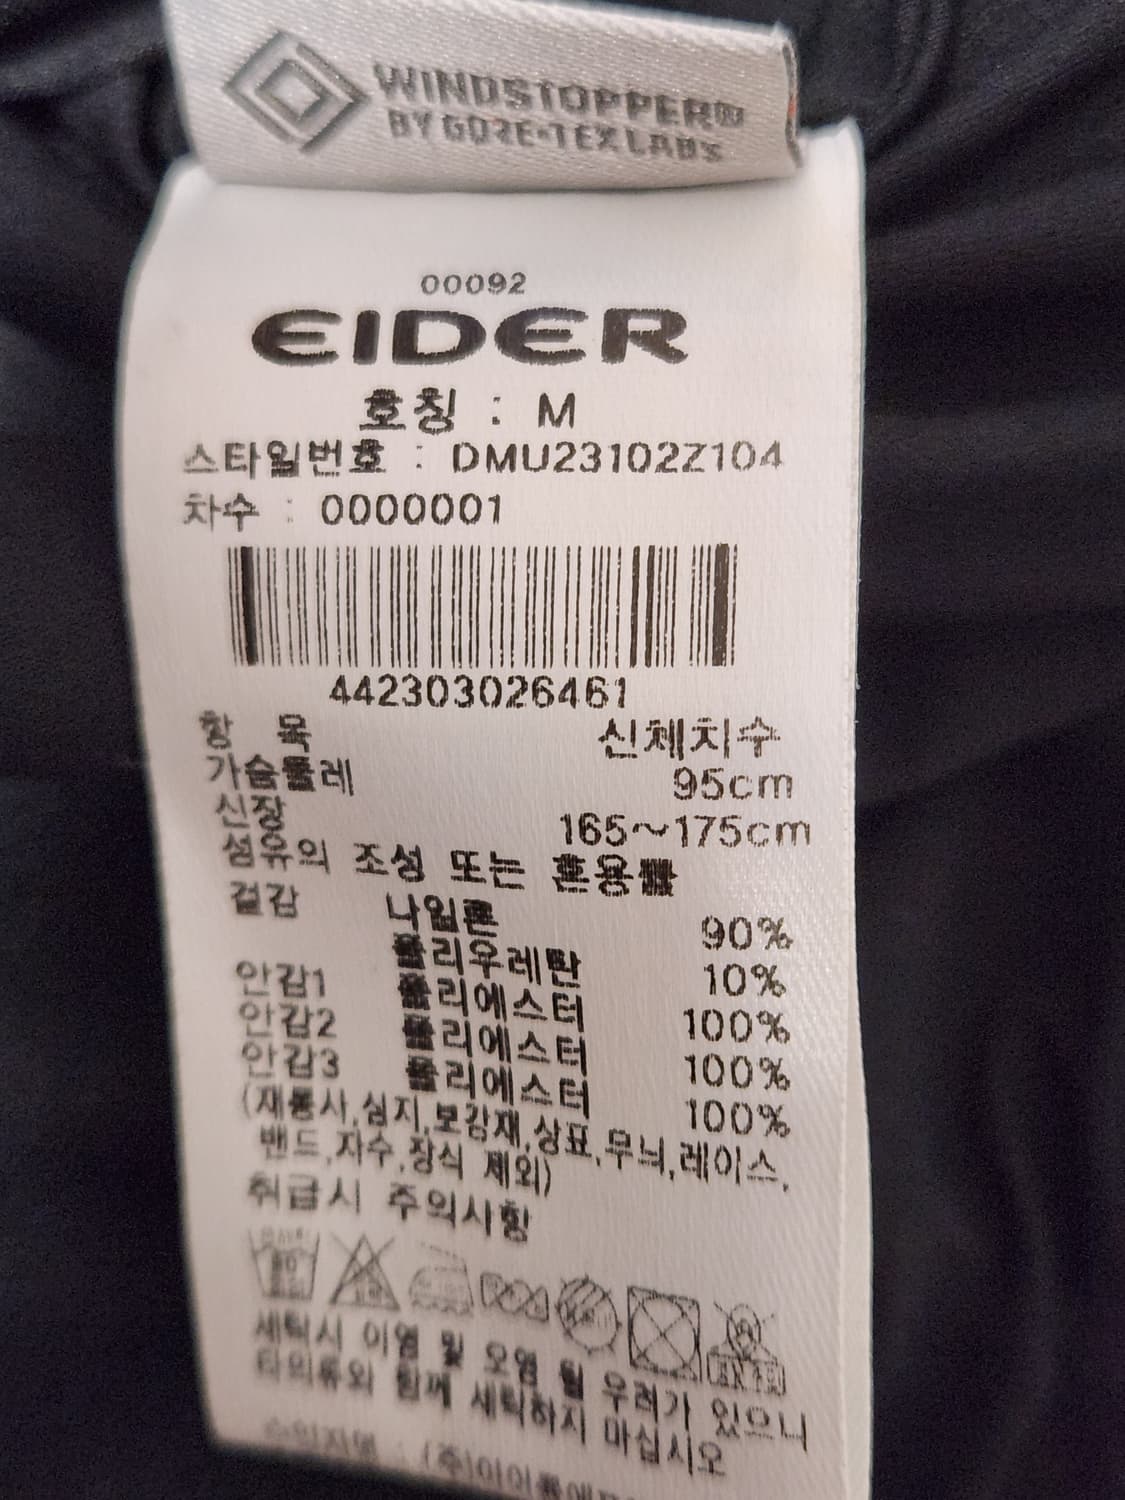 WINDSTOPPER®
BY GORE-TEX LABS
00092
EIDER
호칭 : M
스타일번호 : DMU23102Z104
차수 : 0000001
442303026461
항 목 신체치수
가슴둘레 95cm
신장 165~175cm
섬유의 조성 또는 혼용률
겉감 나일론 90%
폴리우레탄 10%
안감1 폴리에스터 100%
안감2 폴리에스터 100%
안감3 폴리에스터 100%
(재봉사,심지,보강재,상표,무늬,레이스,
밴드,자수,장식 제외)
취급시 주의사항
세탁시 이염 및 오염 될 우려가 있으니
타의류와 함께 세탁하지 마십시오
수입자명 : (주)아이